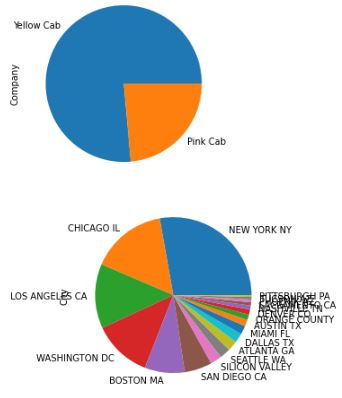 Yellow Cab
Company
Pink Cab
NEW YORK NY
CHICAGO IL
LOS ANGELES CA
City
WASHINGTON DC
BOSTON MA
SAN DIEGO CA
SILICON VALLEY
SEATTLE WA
ATLANTA GA
DALLAS TX
MIAMI FL
AUSTIN TX
ORANGE COUNTY
DENVER CO
PITTSBURGH PA